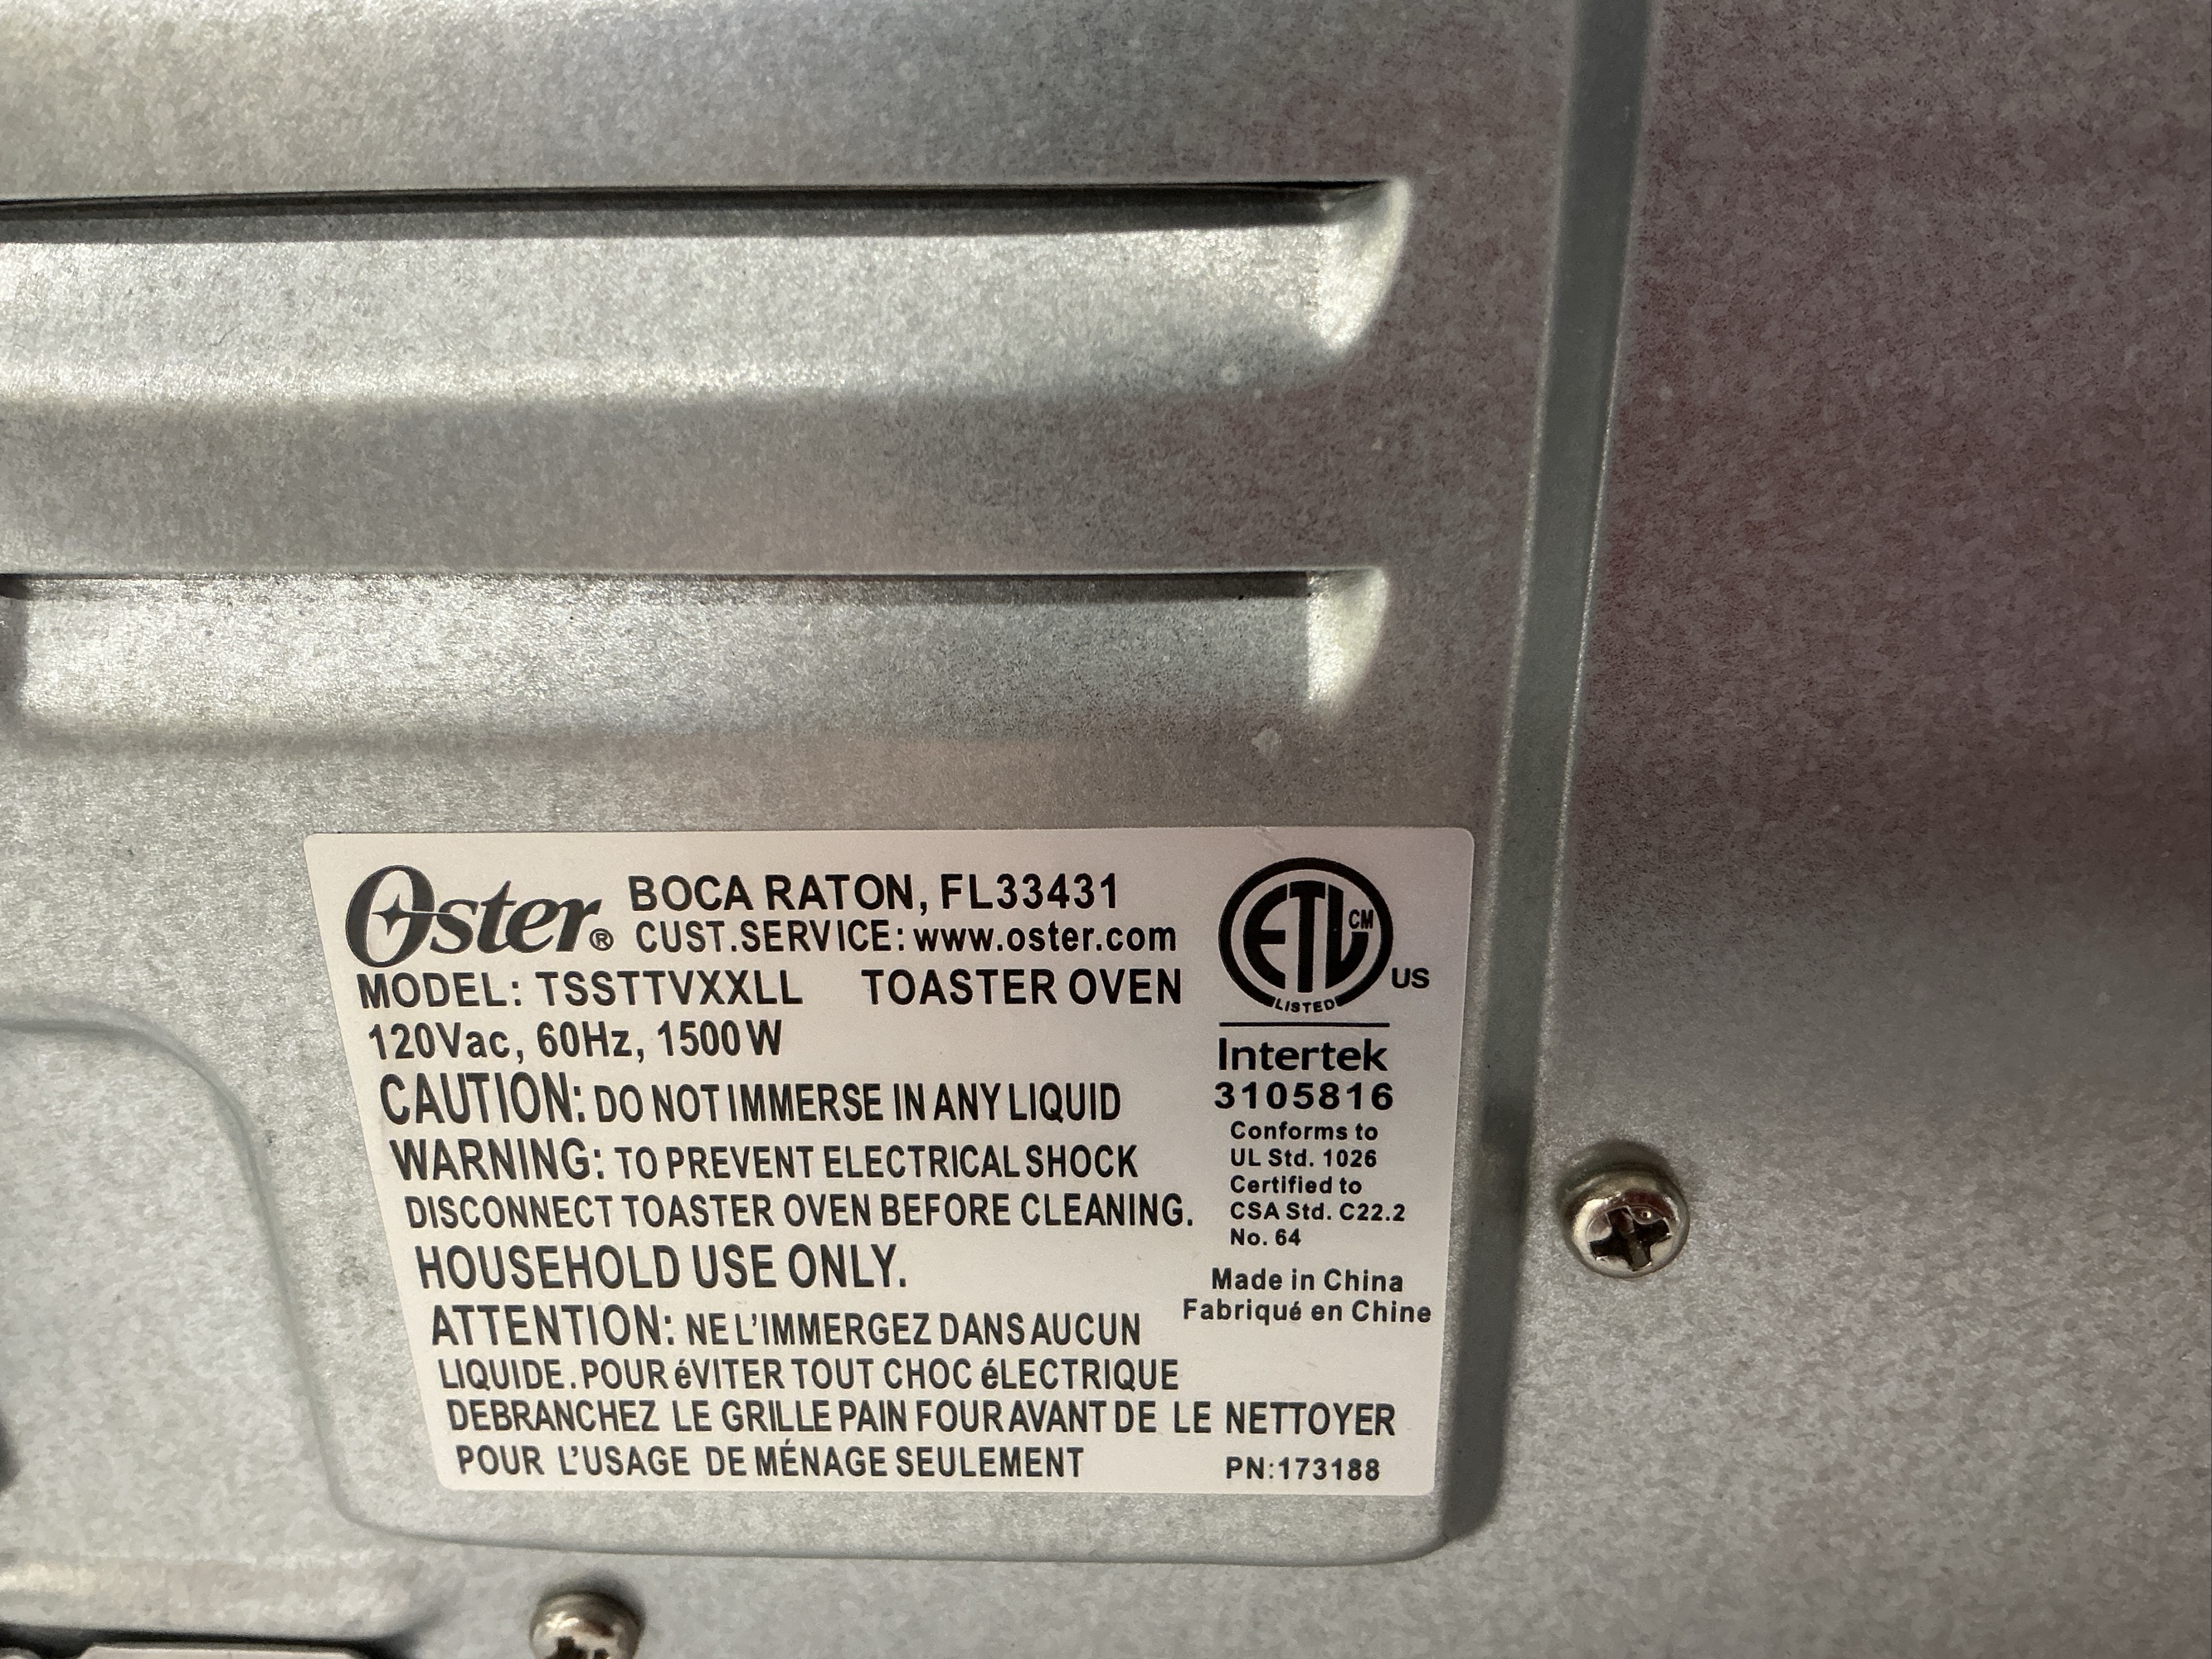 Oster® BOCA RATON, FL33431
CUST.SERVICE: www.oster.com
MODEL: TSSTTVXXLL TOASTER OVEN
120Vac, 60Hz, 1500W
CAUTION: DO NOT IMMERSE IN ANY LIQUID
WARNING: TO PREVENT ELECTRICAL SHOCK
DISCONNECT TOASTER OVEN BEFORE CLEANING.
HOUSEHOLD USE ONLY.
ATTENTION: NE L'IMMERGEZ DANS AUCUN
LIQUIDE. POUR éVITER TOUT CHOC éLECTRIQUE
DEBRANCHEZ LE GRILLE PAIN FOUR AVANT DE LE NETTOYER
POUR L'USAGE DE MÉNAGE SEULEMENT
ETL CM
US
LISTED
Intertek
3105816
Conforms to
UL Std. 1026
Certified to
CSA Std. C22.2
No. 64
Made in China
Fabriqué en Chine
PN:173188